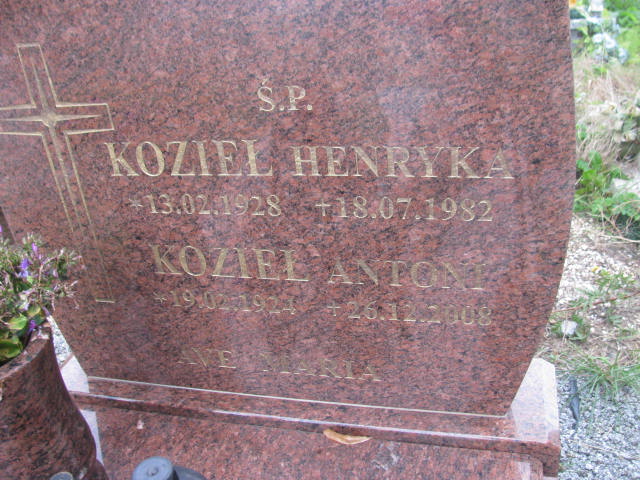 Ś.P.
KOZIEŁ HENRYKA
*13.02.1928 +18.07.1982
KOZIEŁ ANTONI
*19.02.1924 +26.12.2008
AVE MARIA